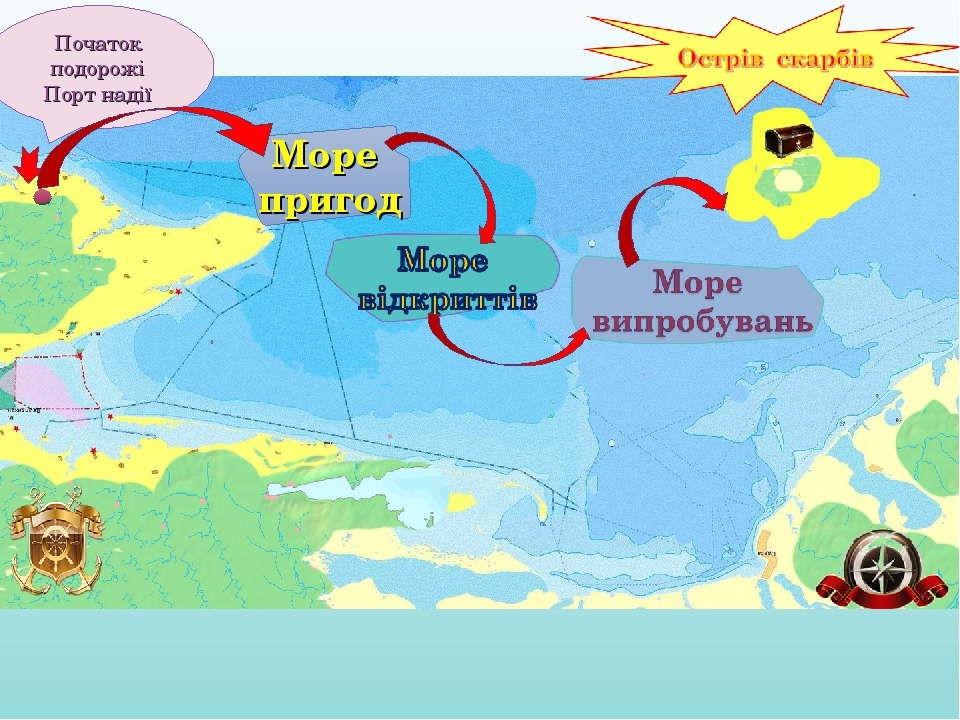 Початок
подорожі
Порт надії
Острів скарбів
Море
пригод
Море
відкриттів
Море
випробувань